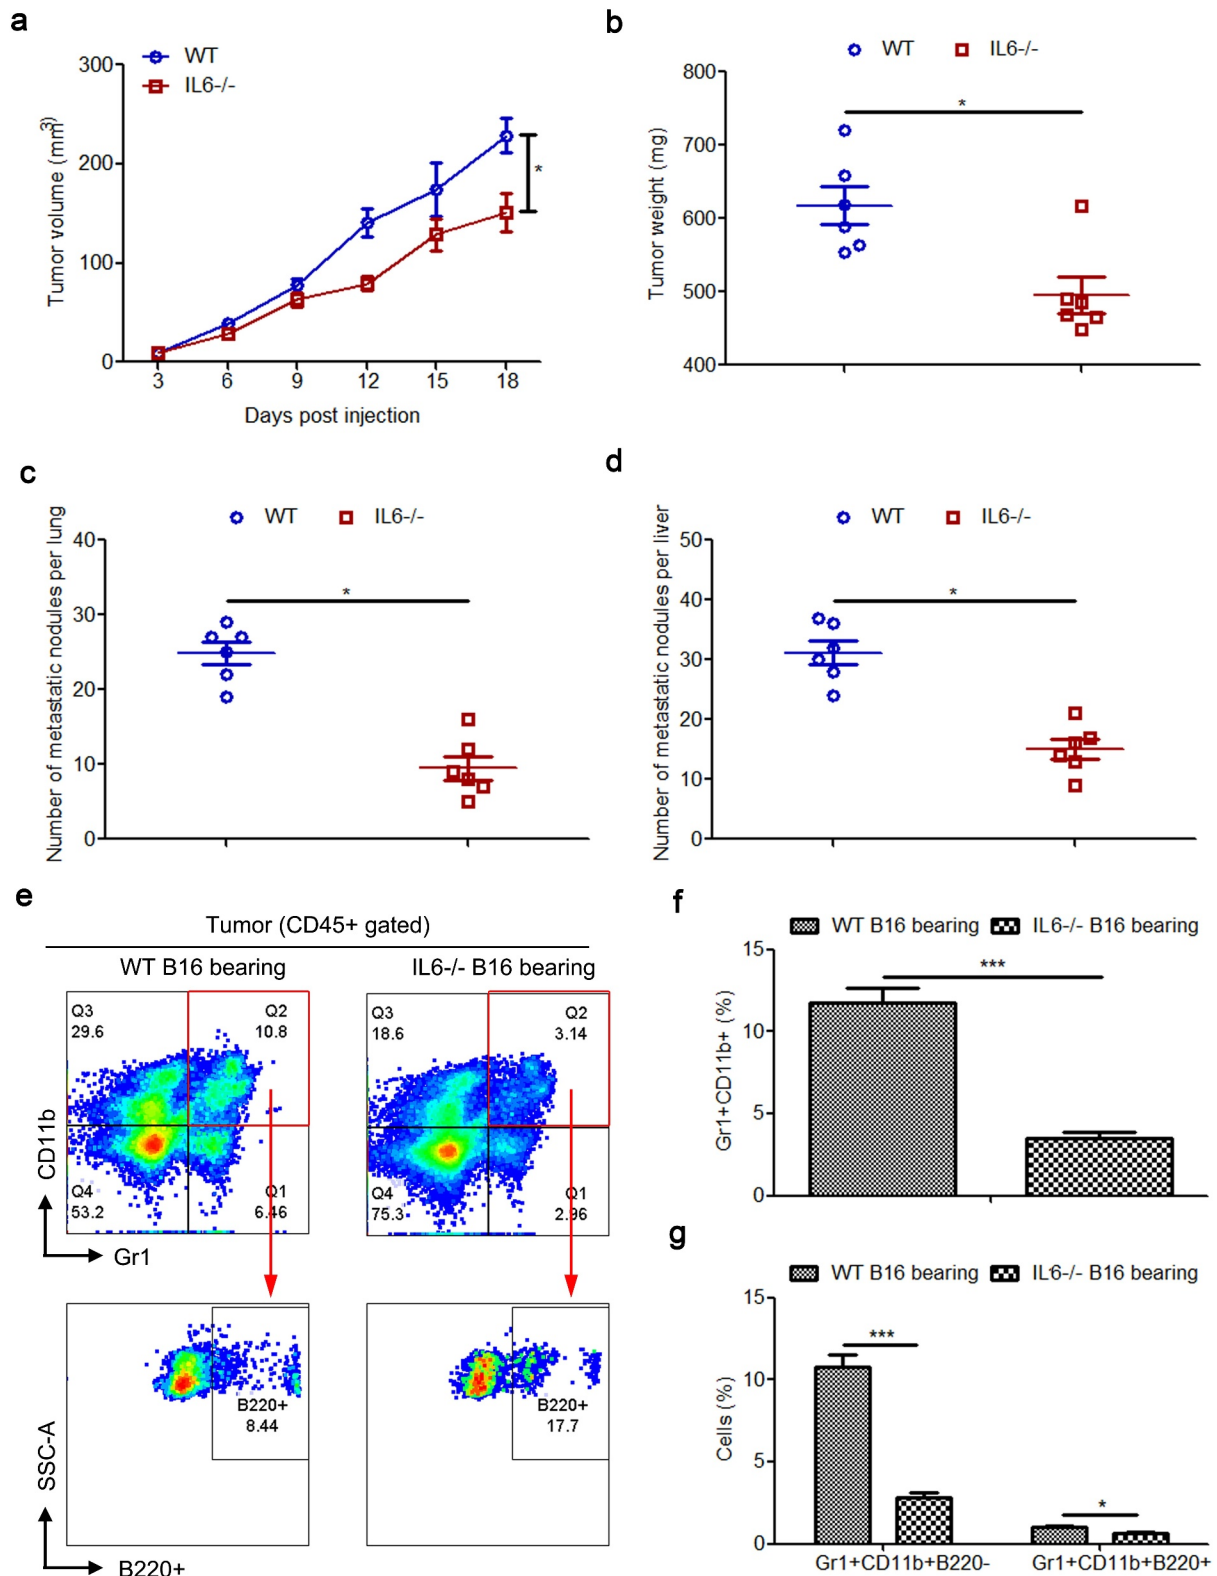 a
WT
IL6-/-
300
200
100
0
Tumor volume (mm3)
*
3 6 9 12 15 18
Days post injection
b
WT IL6-/-
800
700
600
500
400
Tumor weight (mg)
*
c
WT IL6-/-
40
30
20
10
0
Number of metastatic nodules per lung
*
d
WT IL6-/-
50
40
30
20
10
0
Number of metastatic nodules per liver
*
e
Tumor (CD45+ gated)
WT B16 bearing IL6-/- B16 bearing
Q3
29.6
Q2
10.8
Q4
53.2
Q1
6.46
Q3
18.6
Q2
3.14
Q4
75.3
Q1
2.96
CD11b
Gr1
B220+
8.44
B220+
17.7
SSC-A
B220+
f
WT B16 bearing IL6-/- B16 bearing
15
10
5
0
Gr1+CD11b+ (%)
***
g
WT B16 bearing IL6-/- B16 bearing
15
10
5
0
Cells (%)
***
*
Gr1+CD11b+B220- Gr1+CD11b+B220+